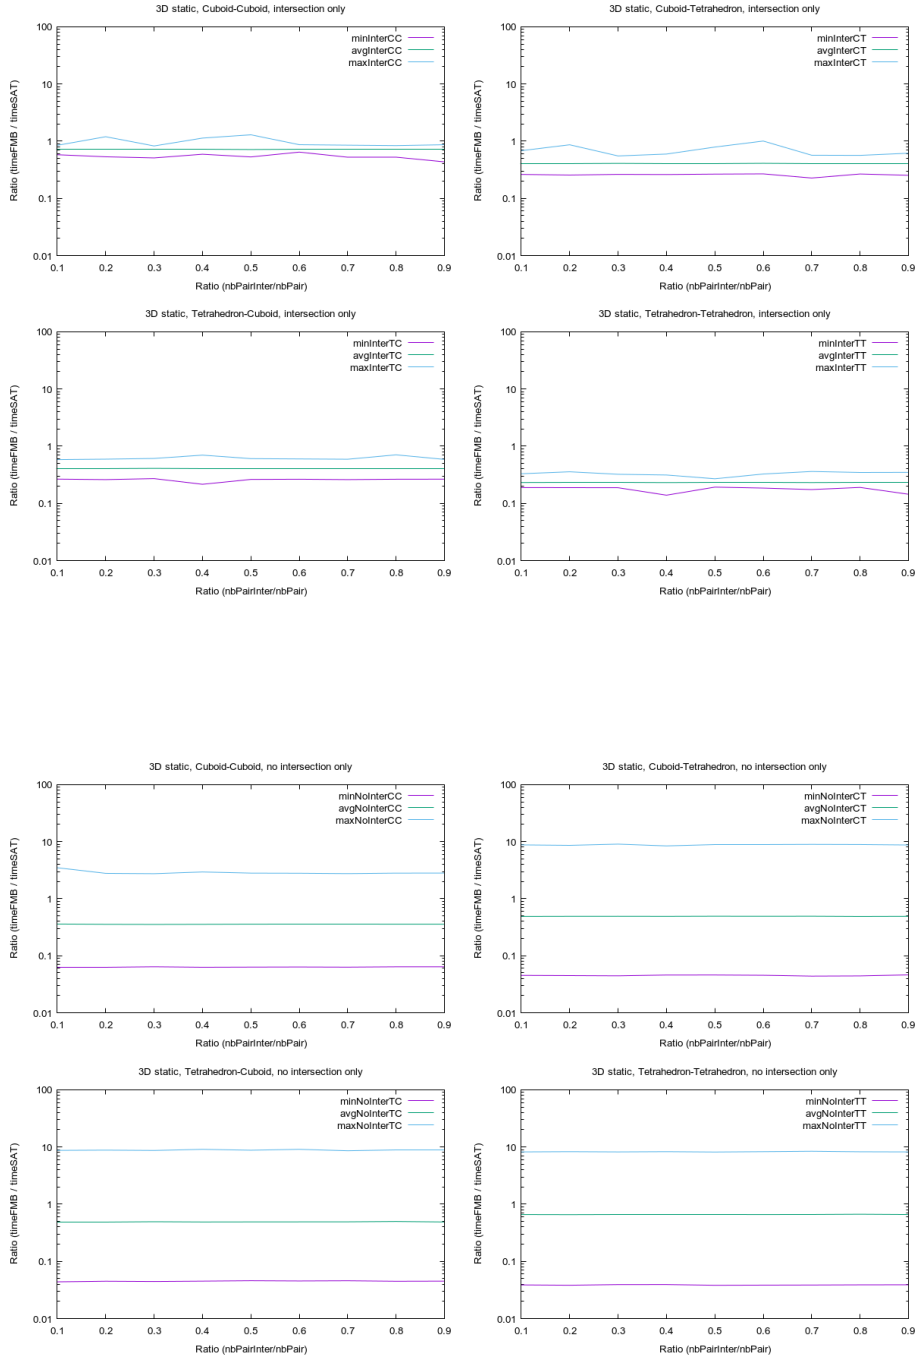 3D static, Cuboid-Cuboid, intersection only
100
10
1
0.1
0.01
Ratio (timeFMB / timeSAT)
minInterCC
avgInterCC
maxInterCC
0.1 0.2 0.3 0.4 0.5 0.6 0.7 0.8 0.9
Ratio (nbPairInter/nbPair)
3D static, Cuboid-Tetrahedron, intersection only
100
10
1
0.1
0.01
Ratio (timeFMB / timeSAT)
minInterCT
avgInterCT
maxInterCT
0.1 0.2 0.3 0.4 0.5 0.6 0.7 0.8 0.9
Ratio (nbPairInter/nbPair)
3D static, Tetrahedron-Cuboid, intersection only
100
10
1
0.1
0.01
Ratio (timeFMB / timeSAT)
minInterTC
avgInterTC
maxInterTC
0.1 0.2 0.3 0.4 0.5 0.6 0.7 0.8 0.9
Ratio (nbPairInter/nbPair)
3D static, Tetrahedron-Tetrahedron, intersection only
100
10
1
0.1
0.01
Ratio (timeFMB / timeSAT)
minInterTT
avgInterTT
maxInterTT
0.1 0.2 0.3 0.4 0.5 0.6 0.7 0.8 0.9
Ratio (nbPairInter/nbPair)
3D static, Cuboid-Cuboid, no intersection only
100
10
1
0.1
0.01
Ratio (timeFMB / timeSAT)
minNoInterCC
avgNoInterCC
maxNoInterCC
0.1 0.2 0.3 0.4 0.5 0.6 0.7 0.8 0.9
Ratio (nbPairInter/nbPair)
3D static, Cuboid-Tetrahedron, no intersection only
100
10
1
0.1
0.01
Ratio (timeFMB / timeSAT)
minNoInterCT
avgNoInterCT
maxNoInterCT
0.1 0.2 0.3 0.4 0.5 0.6 0.7 0.8 0.9
Ratio (nbPairInter/nbPair)
3D static, Tetrahedron-Cuboid, no intersection only
100
10
1
0.1
0.01
Ratio (timeFMB / timeSAT)
minNoInterTC
avgNoInterTC
maxNoInterTC
0.1 0.2 0.3 0.4 0.5 0.6 0.7 0.8 0.9
Ratio (nbPairInter/nbPair)
3D static, Tetrahedron-Tetrahedron, no intersection only
100
10
1
0.1
0.01
Ratio (timeFMB / timeSAT)
minNoInterTT
avgNoInterTT
maxNoInterTT
0.1 0.2 0.3 0.4 0.5 0.6 0.7 0.8 0.9
Ratio (nbPairInter/nbPair)